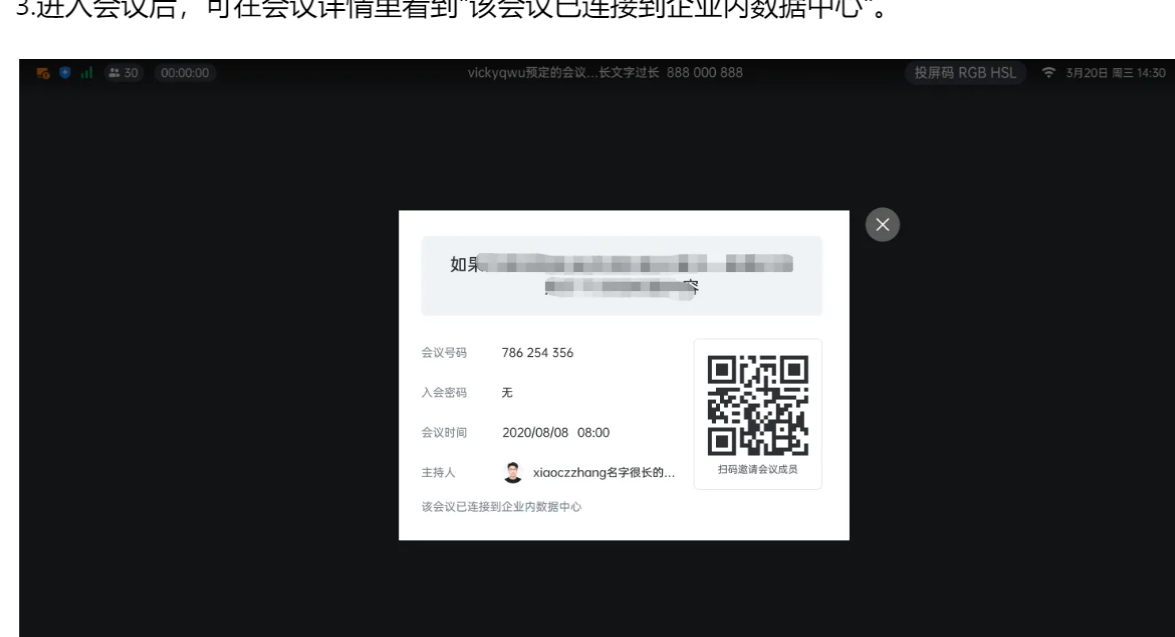 3.进入会议后，可在会议详情里看到“该会议已连接到企业内数据中心”。
30 00:00:00 vickyqwu预定的会议...长文字过长 888 000 888 投屏码 RGB HSL 3月20日 周三 14:30
如果
容
会议号码 786 254 356
入会密码 无
会议时间 2020/08/08 08:00
主持人 xiaoczzhang名字很长的...
扫码邀请会议成员
该会议已连接到企业内数据中心